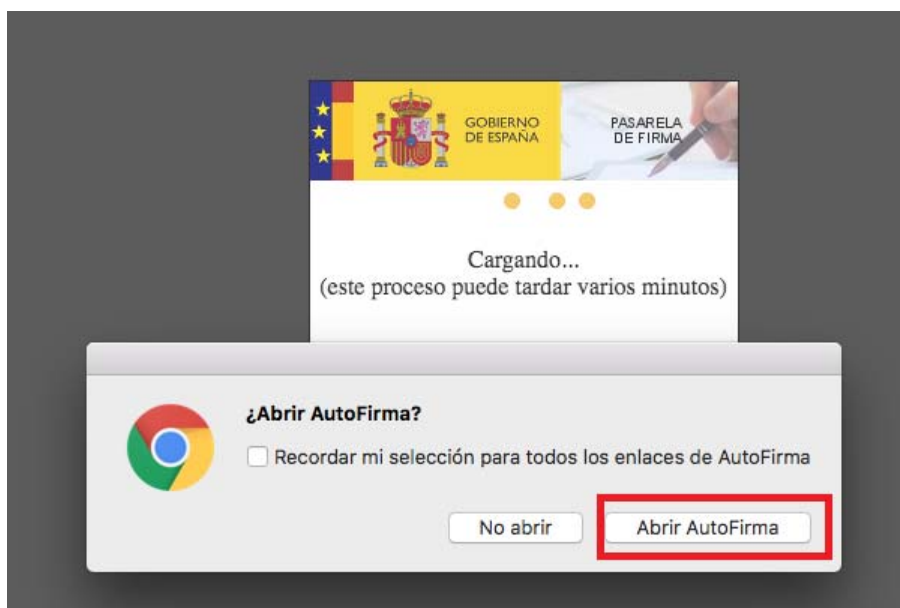 GOBIERNO
DE ESPAÑA
PASARELA
DE FIRMA
Cargando...
(este proceso puede tardar varios minutos)
¿Abrir AutoFirma?
Recordar mi selección para todos los enlaces de AutoFirma
No abrir
Abrir AutoFirma